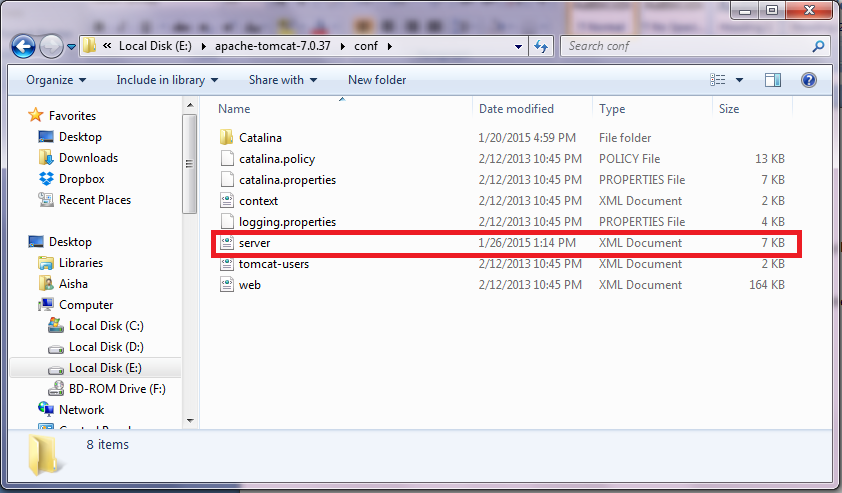 Local Disk (E:) apache-tomcat-7.0.37 conf Search conf
Organize Include in library Share with New folder
Name Date modified Type Size
Favorites
Desktop
Downloads
Dropbox
Recent Places
Desktop
Libraries
Aisha
Computer
Local Disk (C:)
Local Disk (D:)
Local Disk (E:)
BD-ROM Drive (F:)
Network
Catalina 1/20/2015 4:59 PM File folder
catalina.policy 2/12/2013 10:45 PM POLICY File 13 KB
catalina.properties 2/12/2013 10:45 PM PROPERTIES File 7 KB
context 2/12/2013 10:45 PM XML Document 2 KB
logging.properties 2/12/2013 10:45 PM PROPERTIES File 4 KB
server 1/26/2015 1:14 PM XML Document 7 KB
tomcat-users 2/12/2013 10:45 PM XML Document 2 KB
web 2/12/2013 10:45 PM XML Document 164 KB
8 items